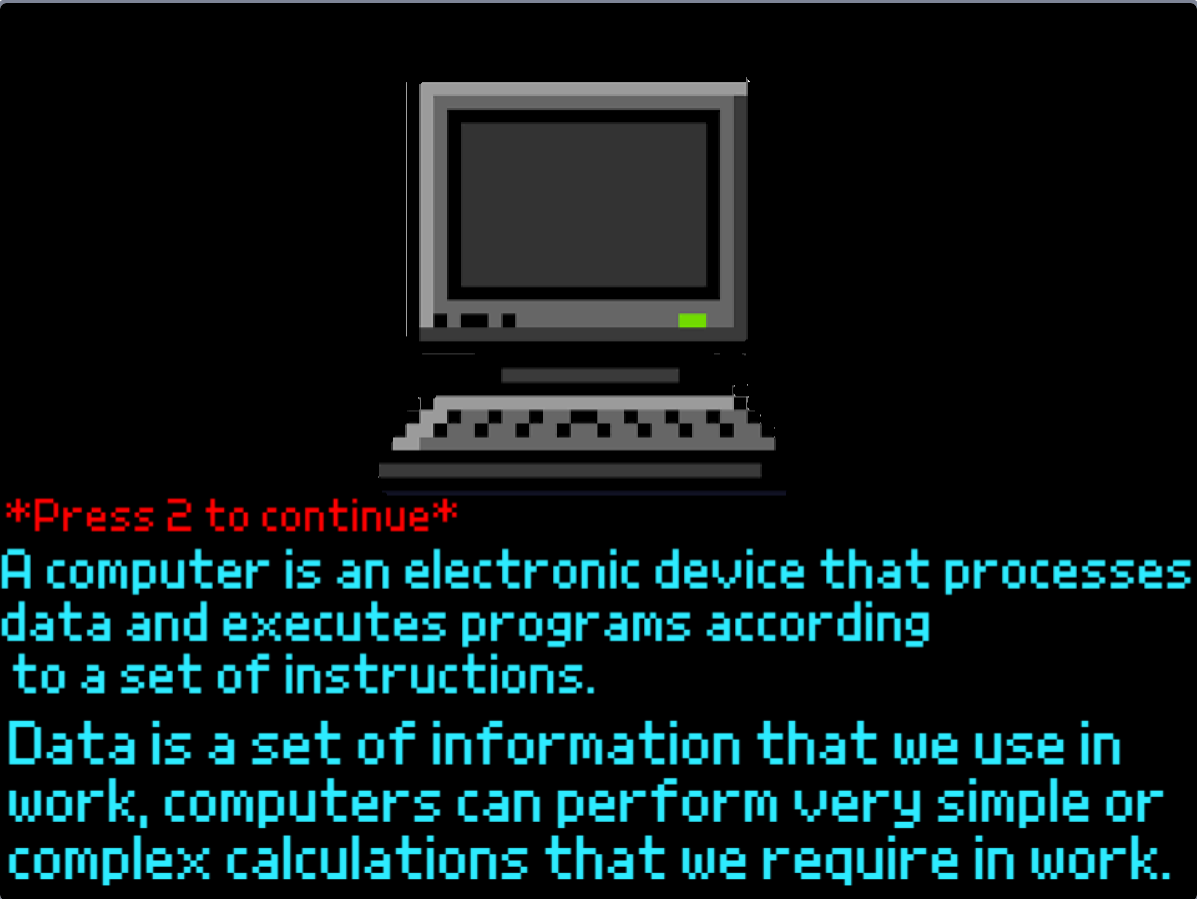 *Press 2 to continue*
A computer is an electronic device that processes
data and executes programs according
to a set of instructions.
Data is a set of information that we use in
work, computers can perform very simple or
complex calculations that we require in work.